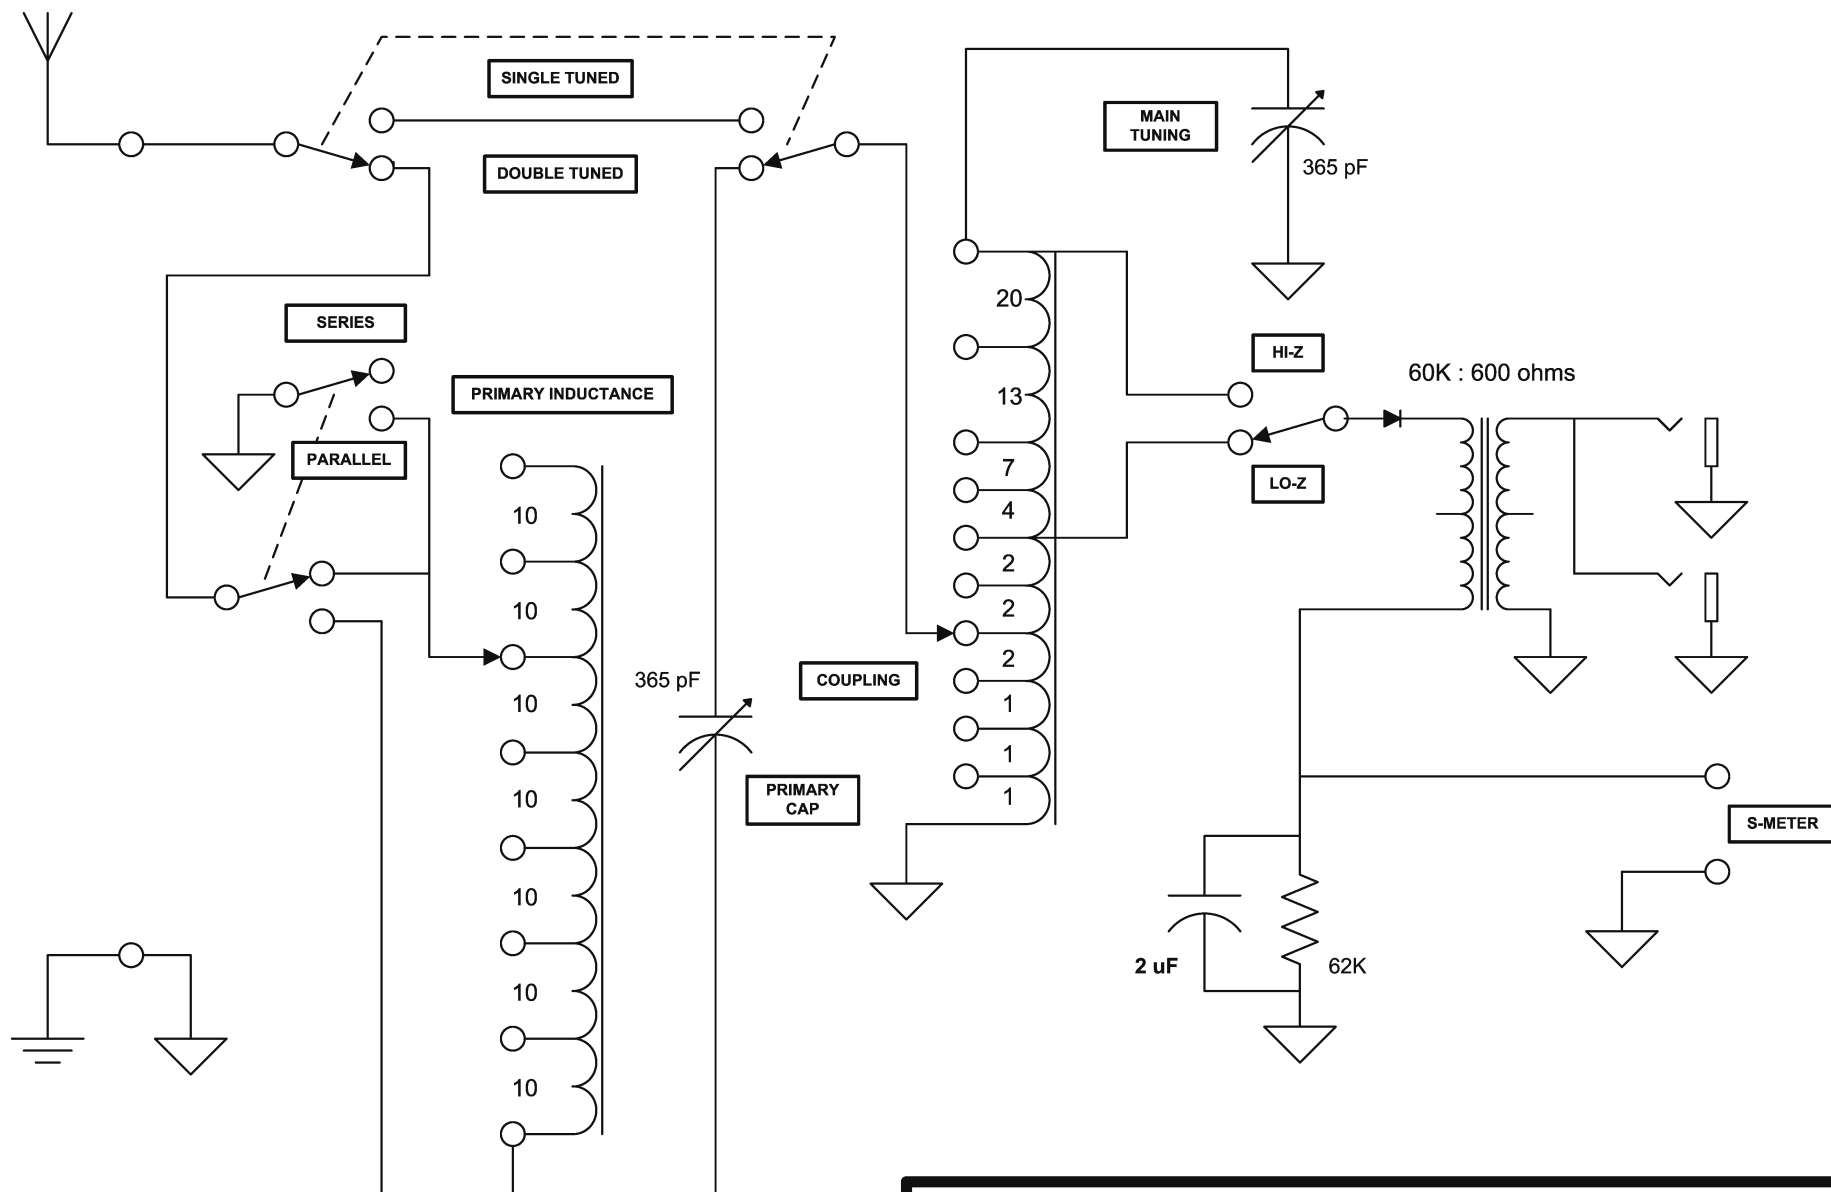 SINGLE TUNED
DOUBLE TUNED
MAIN
TUNING
365 pF
SERIES
PARALLEL
PRIMARY INDUCTANCE
10
10
10
10
10
10
10
365 pF
PRIMARY
CAP
COUPLING
20
13
7
4
2
2
2
1
1
1
HI-Z
LO-Z
60K : 600 ohms
S-METER
2 uF
62K